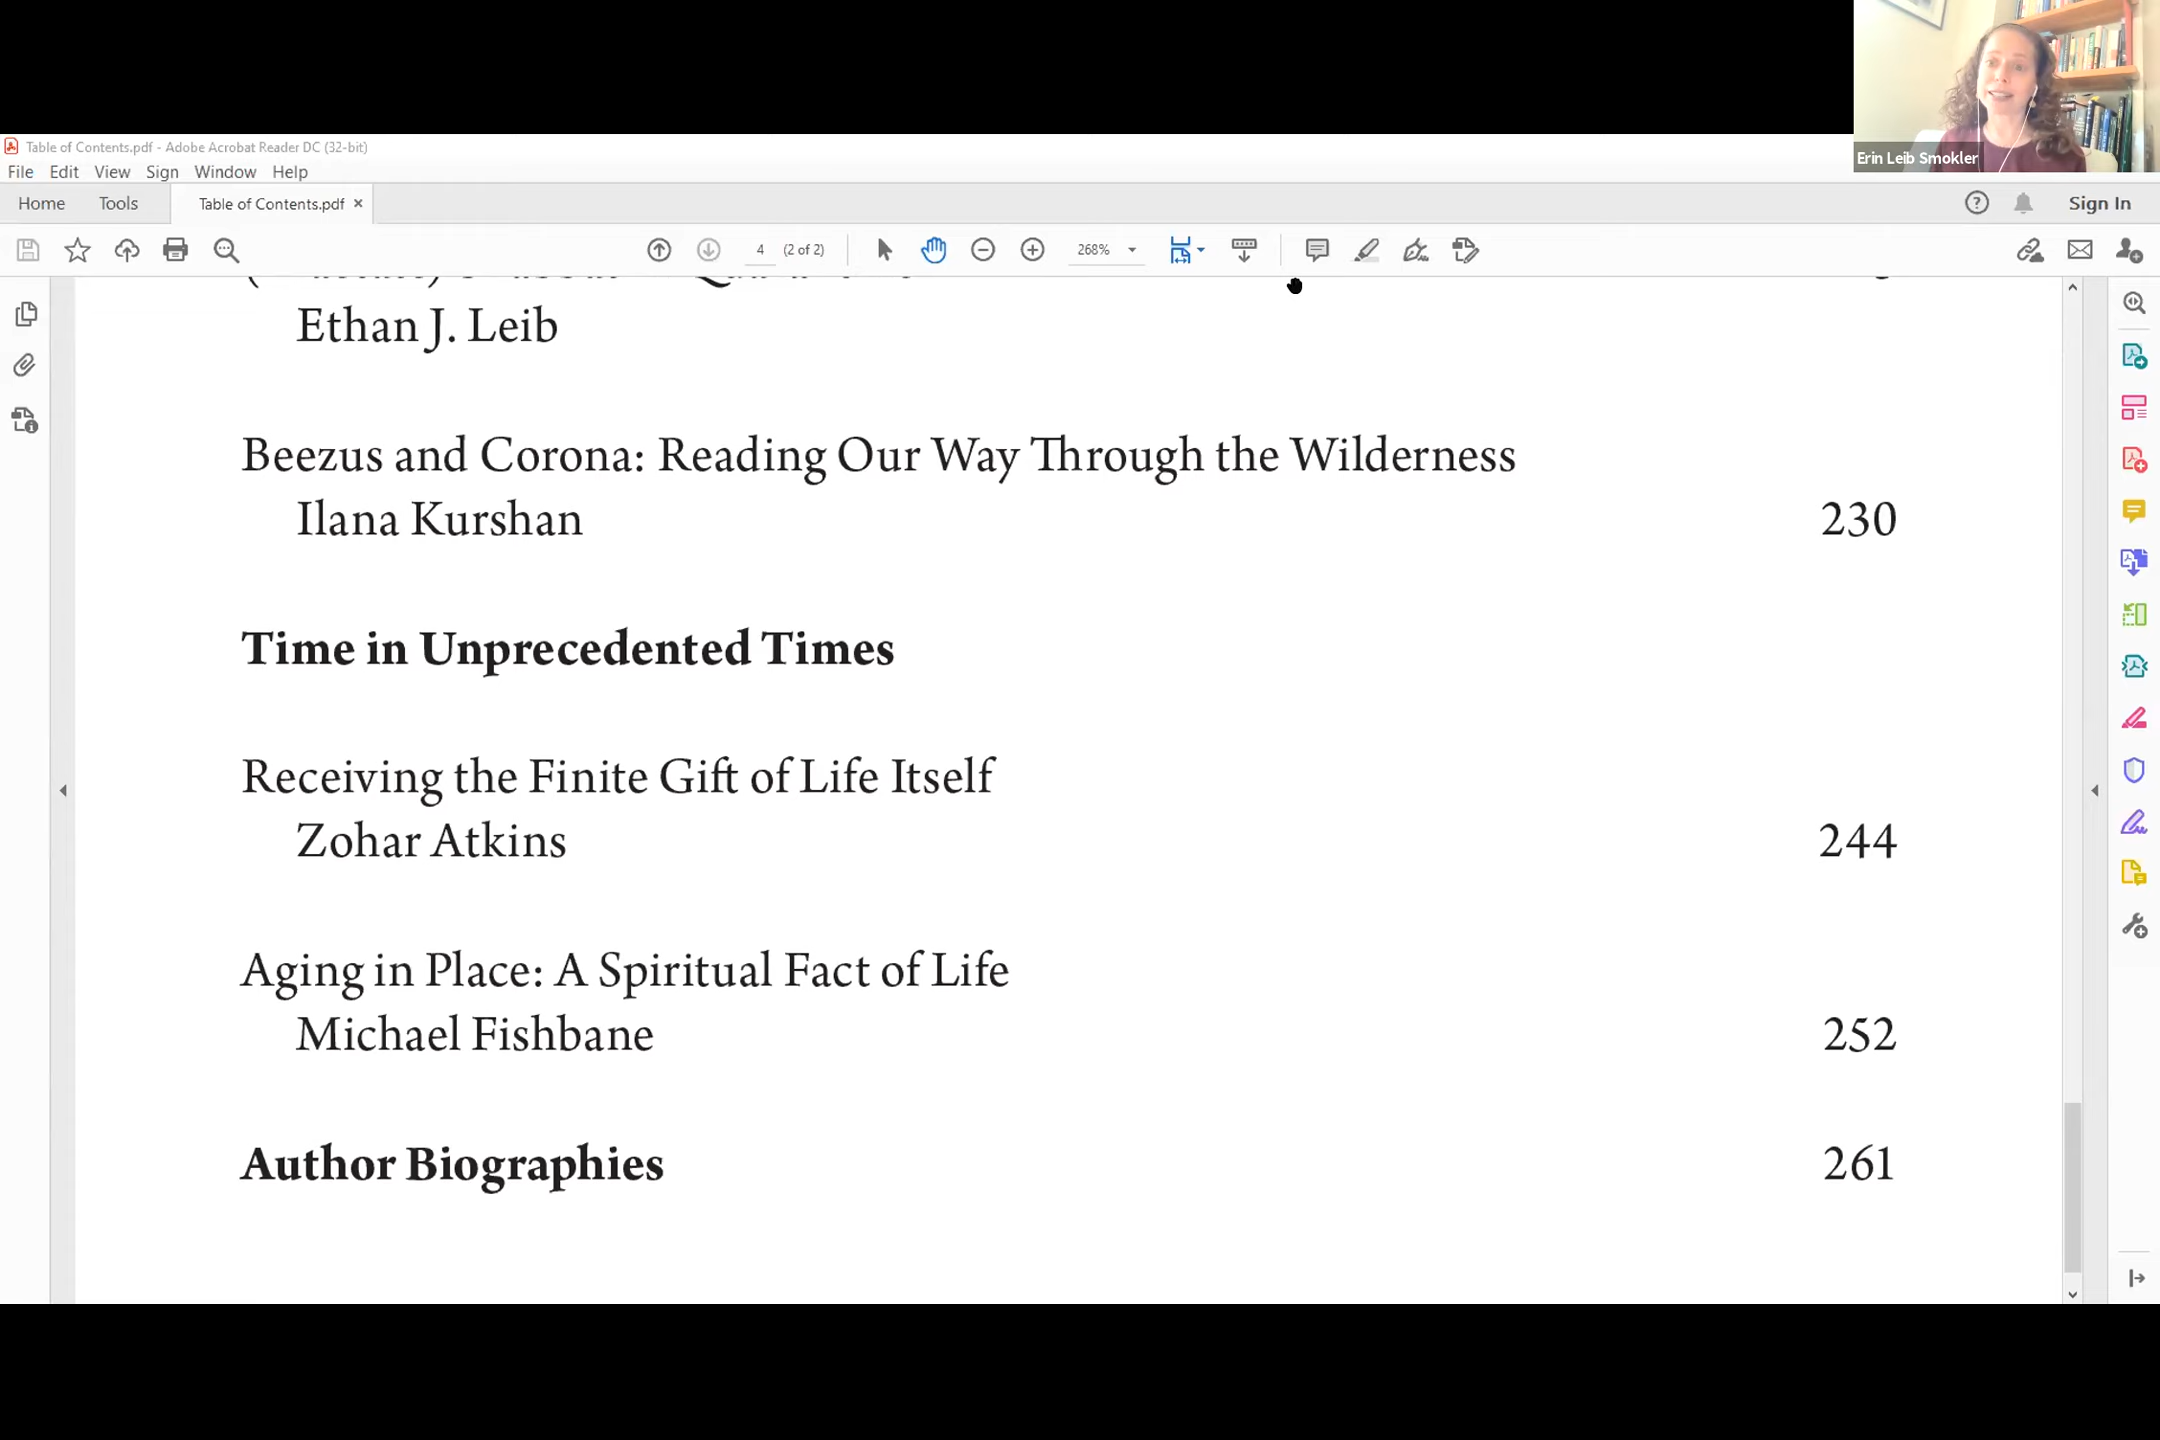 Erin Leib Smokler
Table of Contents.pdf - Adobe Acrobat Reader DC (32-bit)
File Edit View Sign Window Help
Home Tools Table of Contents.pdf × Sign In
4 (2 of 2) 268%
Ethan J. Leib
Beezus and Corona: Reading Our Way Through the Wilderness
Ilana Kurshan 230
Time in Unprecedented Times
Receiving the Finite Gift of Life Itself
Zohar Atkins 244
Aging in Place: A Spiritual Fact of Life
Michael Fishbane 252
Author Biographies 261